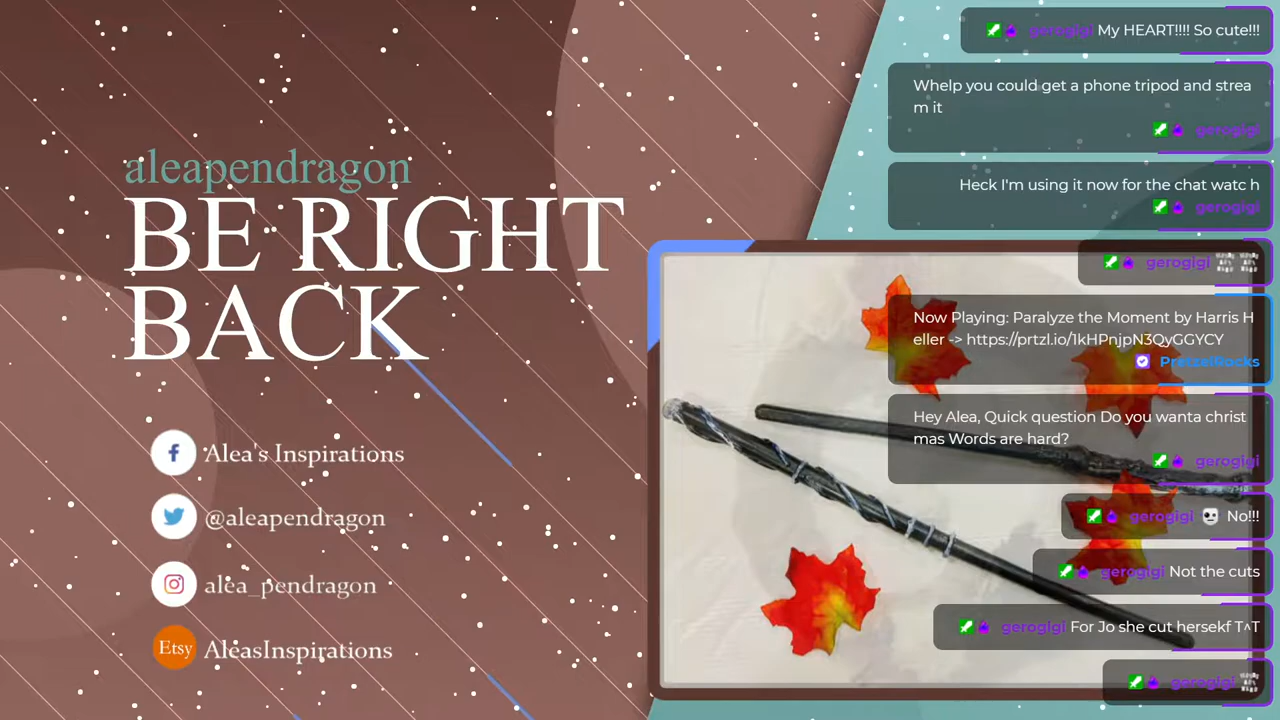 aleapendragon
BE RIGHT
BACK
Alea's Inspirations
@aleapendragon
alea_pendragon
Etsy
AleasInspirations
gerogigi My HEART!!!! So cute!!!
Whelp you could get a phone tripod and strea
m it
gerogigi
Heck I'm using it now for the chat watc h
gerogigi
gerogigi
Now Playing: Paralyze the Moment by Harris H
eller -> https://prtzl.io/1kHPnjpN3QyGGYCY
PretzelRocks
Hey Alea, Quick question Do you wanta christ
mas Words are hard?
gerogigi
gerogigi No!!!
gerogigi Not the cuts
gerogigi For Jo she cut hersekf T^T
gerogigi